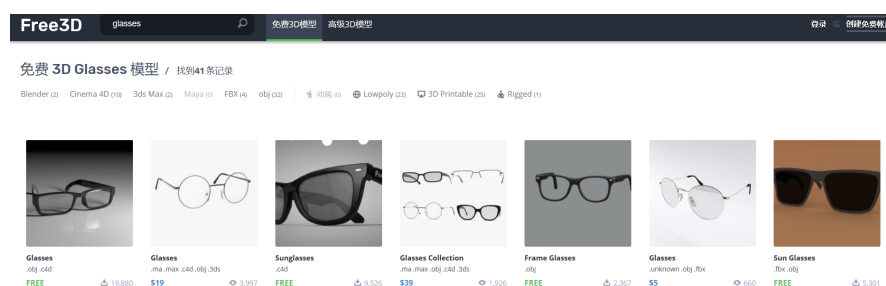 Free3D glasses 免费3D模型 高级3D模型 登录 或 创建免费帐户
免费 3D Glasses 模型 / 找到41条记录
Blender (2) Cinema 4D (10) 3ds Max (2) Maya (0) FBX (4) obj (32) 动画 (0) Lowpoly (22) 3D Printable (25) Rigged (1)
Glasses Glasses Sunglasses Glasses Collection Frame Glasses Glasses Sun Glasses
.obj .c4d .ma .max .c4d .obj .3ds .c4d .ma .max .obj .c4d .3ds .obj .unknown .obj .fbx .fbx .obj
FREE 19,880 $19 3,997 FREE 9,526 $39 1,926 FREE 2,367 $5 660 FREE 5,301